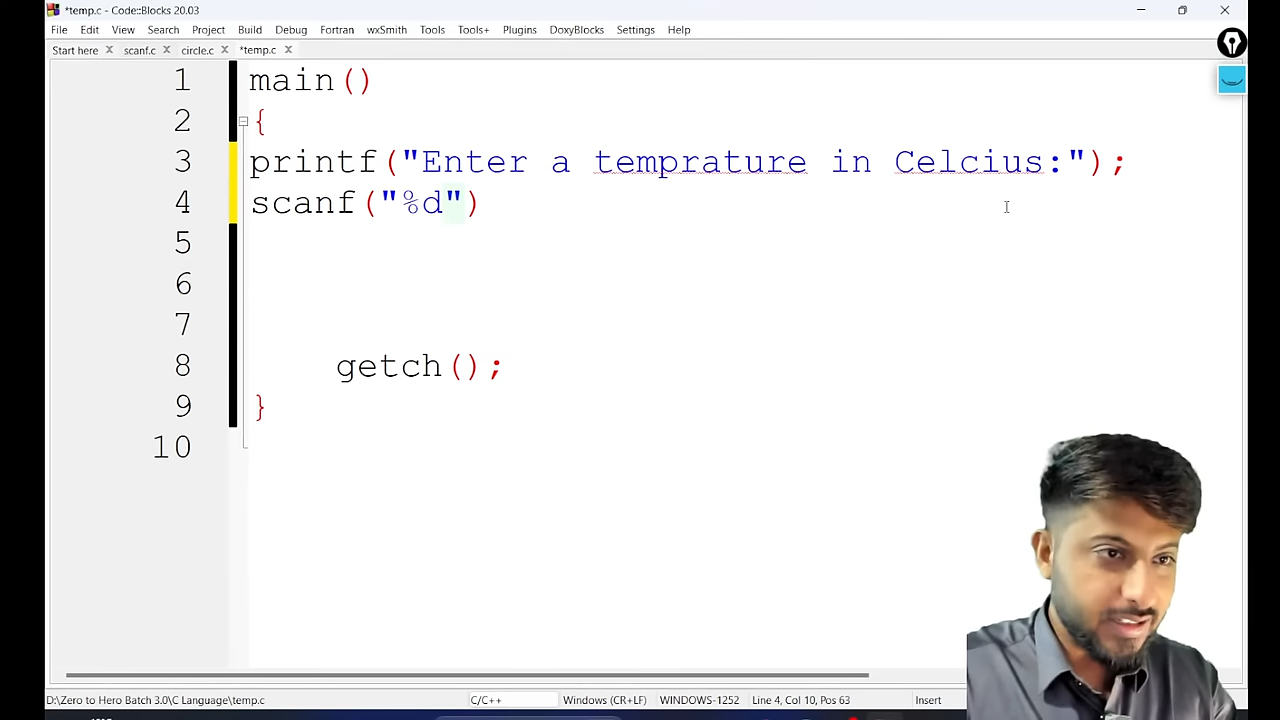 *temp.c - Code::Blocks 20.03
File Edit View Search Project Build Debug Fortran wxSmith Tools Tools+ Plugins DoxyBlocks Settings Help
Start here scanf.c circle.c *temp.c
1 main()
2 {
3 printf("Enter a temprature in Celcius:");
4 scanf("%d")
5
6
7
8 getch();
9 }
10
D:\Zero to Hero Batch 3.0\C Language\temp.c C/C++ Windows (CR+LF) WINDOWS-1252 Line 4, Col 10, Pos 63 Insert